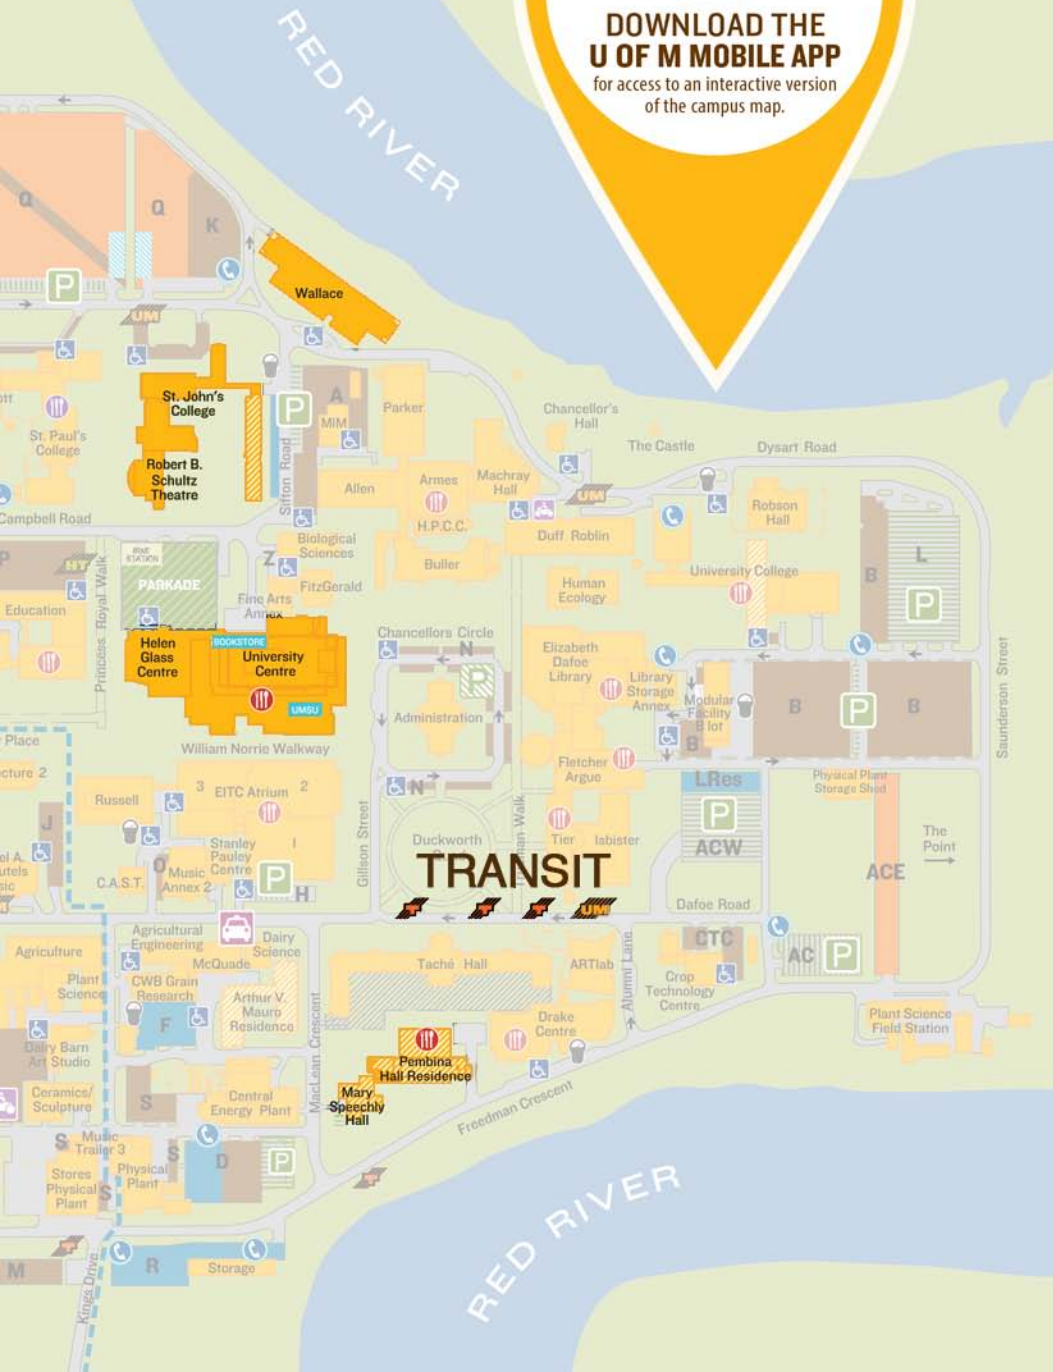 DOWNLOAD THE
U OF M MOBILE APP
for access to an interactive version
of the campus map.
RED RIVER
Q
Q
K
P
UM
Wallace
St. John's
College
Robert B.
Schultz
Theatre
St. Paul's
College
P
A
MIM
Parker
Sifton Road
Allen
Armes
Machray
Hall
H.P.C.C.
Chancellor's
Hall
The Castle
Dysart Road
UM
Robson
Hall
Duff Roblin
Campbell Road
P
HT
PARKADE
Z
Biological
Sciences
FitzGerald
Buller
Human
Ecology
University College
B
L
P
Education
Princess Royal Walk
Fine Arts
Annex
Helen
Glass
Centre
BOOKSTORE
University
Centre
UMSU
Chancellors Circle
N
P
Administration
N
Elizabeth
Dafoe
Library
Library
Storage
Annex
Modular
Facility
B lot
B
B
P
B
Saunderson Street
Place
William Norrie Walkway
Fletcher
Argue
LRes
Physical Plant
Storage Shed
3
EITC Atrium
2
Russell
J
P
ACW
Gillson Street
Duckworth
Tier
Isbister
The
Point
ACE
Stanley
Pauley
Centre
I
O
Music
Annex 2
C.A.S.T.
P
H
TRANSIT
T
T
T
UM
Dafoe Road
Agricultural
Engineering
Dairy
Science
McQuade
Agriculture
Plant
Science
CWB Grain
Research
F
Arthur V.
Mauro
Residence
MacLean Crescent
Taché Hall
ARTlab
Alumni Lane
CTC
Crop
Technology
Centre
AC
P
Plant Science
Field Station
Drake
Centre
Pembina
Hall Residence
Mary
Speechly
Hall
Freedman Crescent
Dairy Barn
Art Studio
Ceramics/
Sculpture
S
Central
Energy Plant
S
Music
Trailer 3
Stores
Physical
Plant
S
Physical
Plant
S
D
P
T
T
M
Kings Drive
R
Storage
RED RIVER